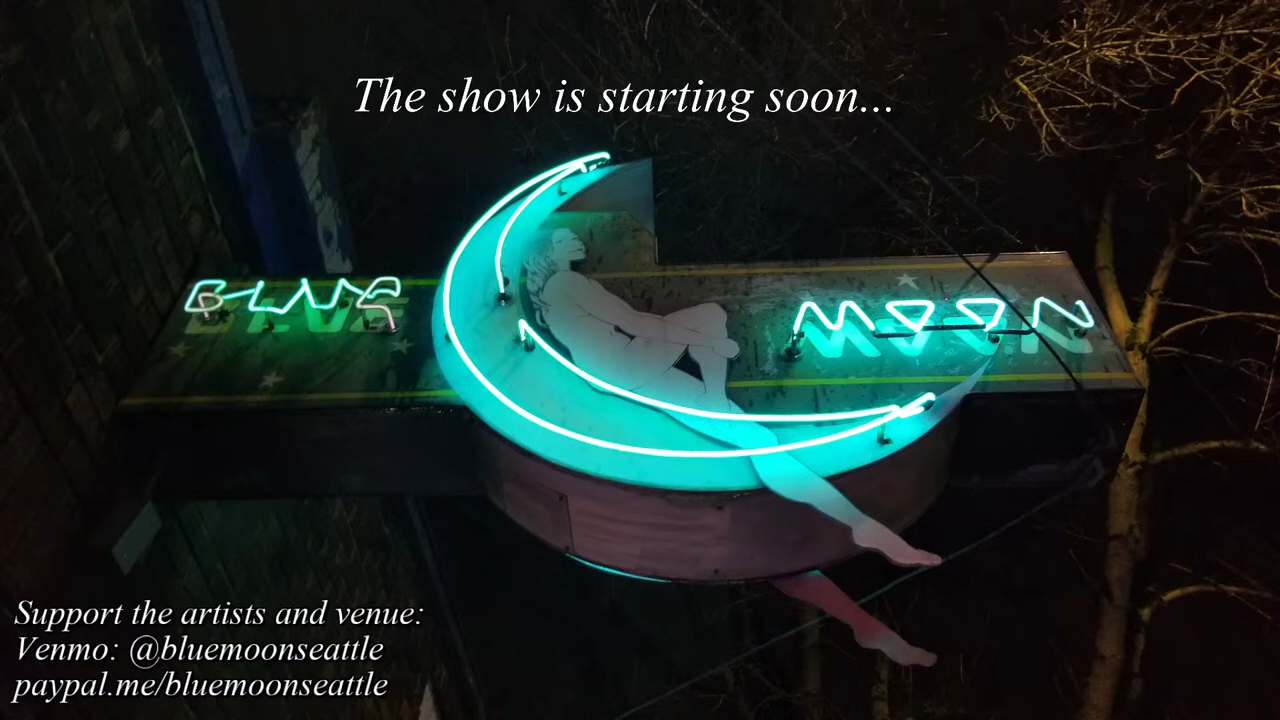 The show is starting soon...
BLUE MOON
Support the artists and venue:
Venmo: @bluemoonseattle
paypal.me/bluemoonseattle